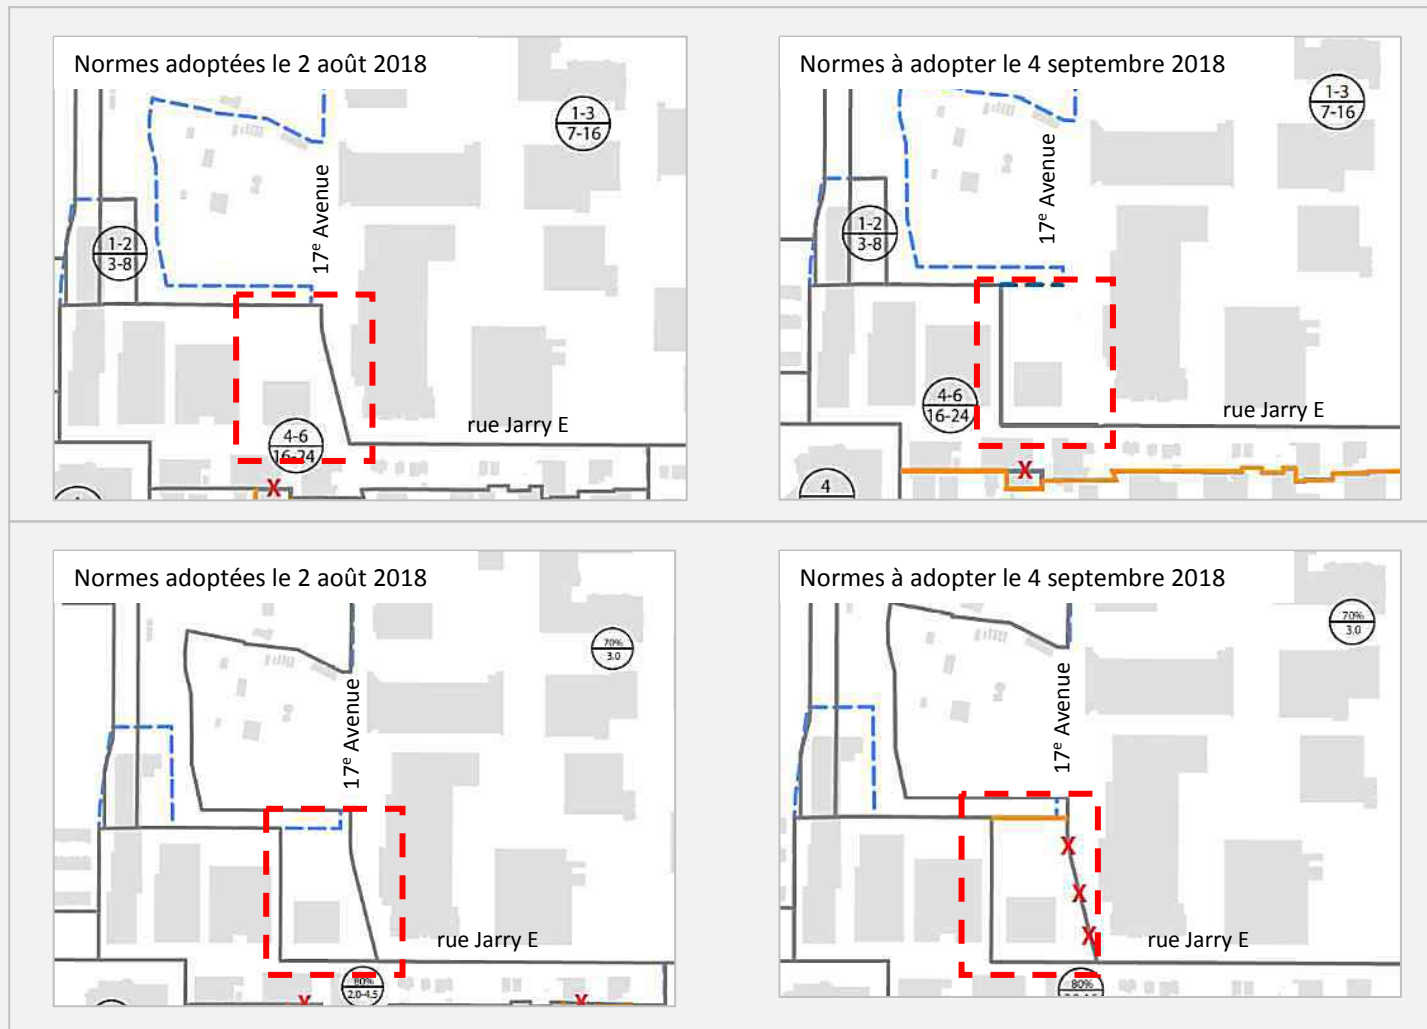 Normes adoptées le 2 août 2018
1-3
7-16
17e Avenue
1-2
3-8
rue Jarry E
4-6
16-24
X
Normes à adopter le 4 septembre 2018
1-3
7-16
17e Avenue
1-2
3-8
4-6
16-24
rue Jarry E
X
4
Normes adoptées le 2 août 2018
70%
3.0
17e Avenue
rue Jarry E
80%
2.0-4.5
X
X
Normes à adopter le 4 septembre 2018
70%
3.0
17e Avenue
X
X
X
rue Jarry E
80%